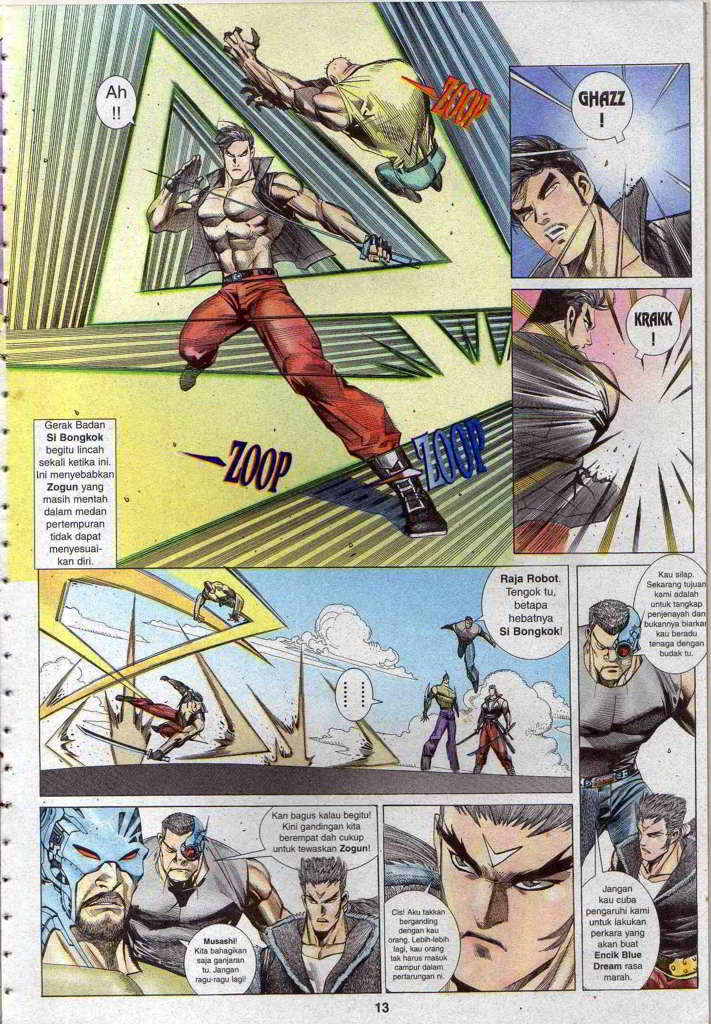 Ah
!!
ZOOP
GHAZZ
!
KRAKK
!
Gerak Badan
Si Bongkok
begitu lincah
sekali ketika ini.
Ini menyebabkan
Zogun yang
masih mentah
dalam medan
pertempuran
tidak dapat
menyesuai-
kan diri.
ZOOP
ZOOP
Raja Robot.
Tengok tu,
betapa
hebatnya
Si Bongkok!
Kau silap.
Sekarang tujuan
kami adalah
untuk tangkap
penjenayah dan
bukannya biarkan
kau beradu
tenaga dengan
budak tu.
Kan bagus kalau begitu!
Kini gandingan kita
berempat dah cukup
untuk tewaskan Zogun!
Musashi!
Kita bahagikan
saja ganjaran
tu. Jangan
ragu-ragu lagi!
Cis! Aku takkan
berganding
dengan kau
orang. Lebih-lebih
lagi, kau orang
tak harus masuk
campur dalam
pertarungan ni.
Jangan
kau cuba
pengaruhi kami
untuk lakukan
perkara yang
akan buat
Encik Blue
Dream rasa
marah.
13